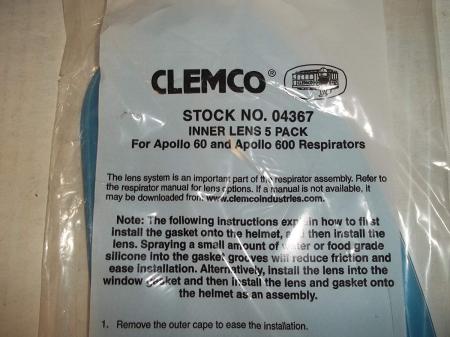 CLEMCO®
STOCK NO. 04367
INNER LENS 5 PACK
For Apollo 60 and Apollo 600 Respirators
The lens system is an important part of the respirator assembly. Refer to
the respirator manual for lens options. If a manual is not available, it
may be downloaded from www.clemcoindustries.com.
Note: The following instructions explain how to first
install the gasket onto the helmet, and then install the
lens. Spraying a small amount of water or food grade
silicone into the gasket grooves will reduce friction and
ease installation. Alternatively, install the lens into the
window gasket and then install the lens and gasket onto
the helmet as an assembly.
1. Remove the outer cape to ease the installation.